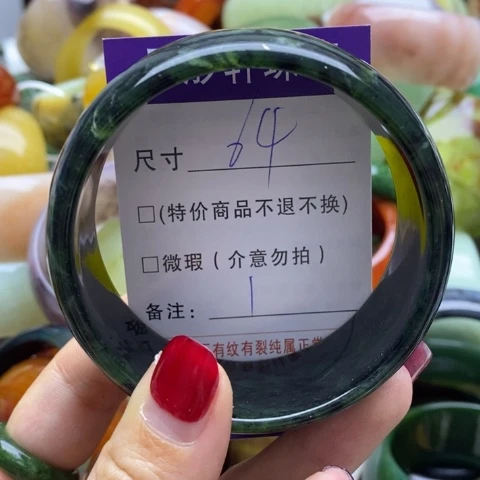 尺寸 64
□(特价商品不退不换)
□微瑕(介意勿拍)
备注: 1
有纹有裂纯属正常